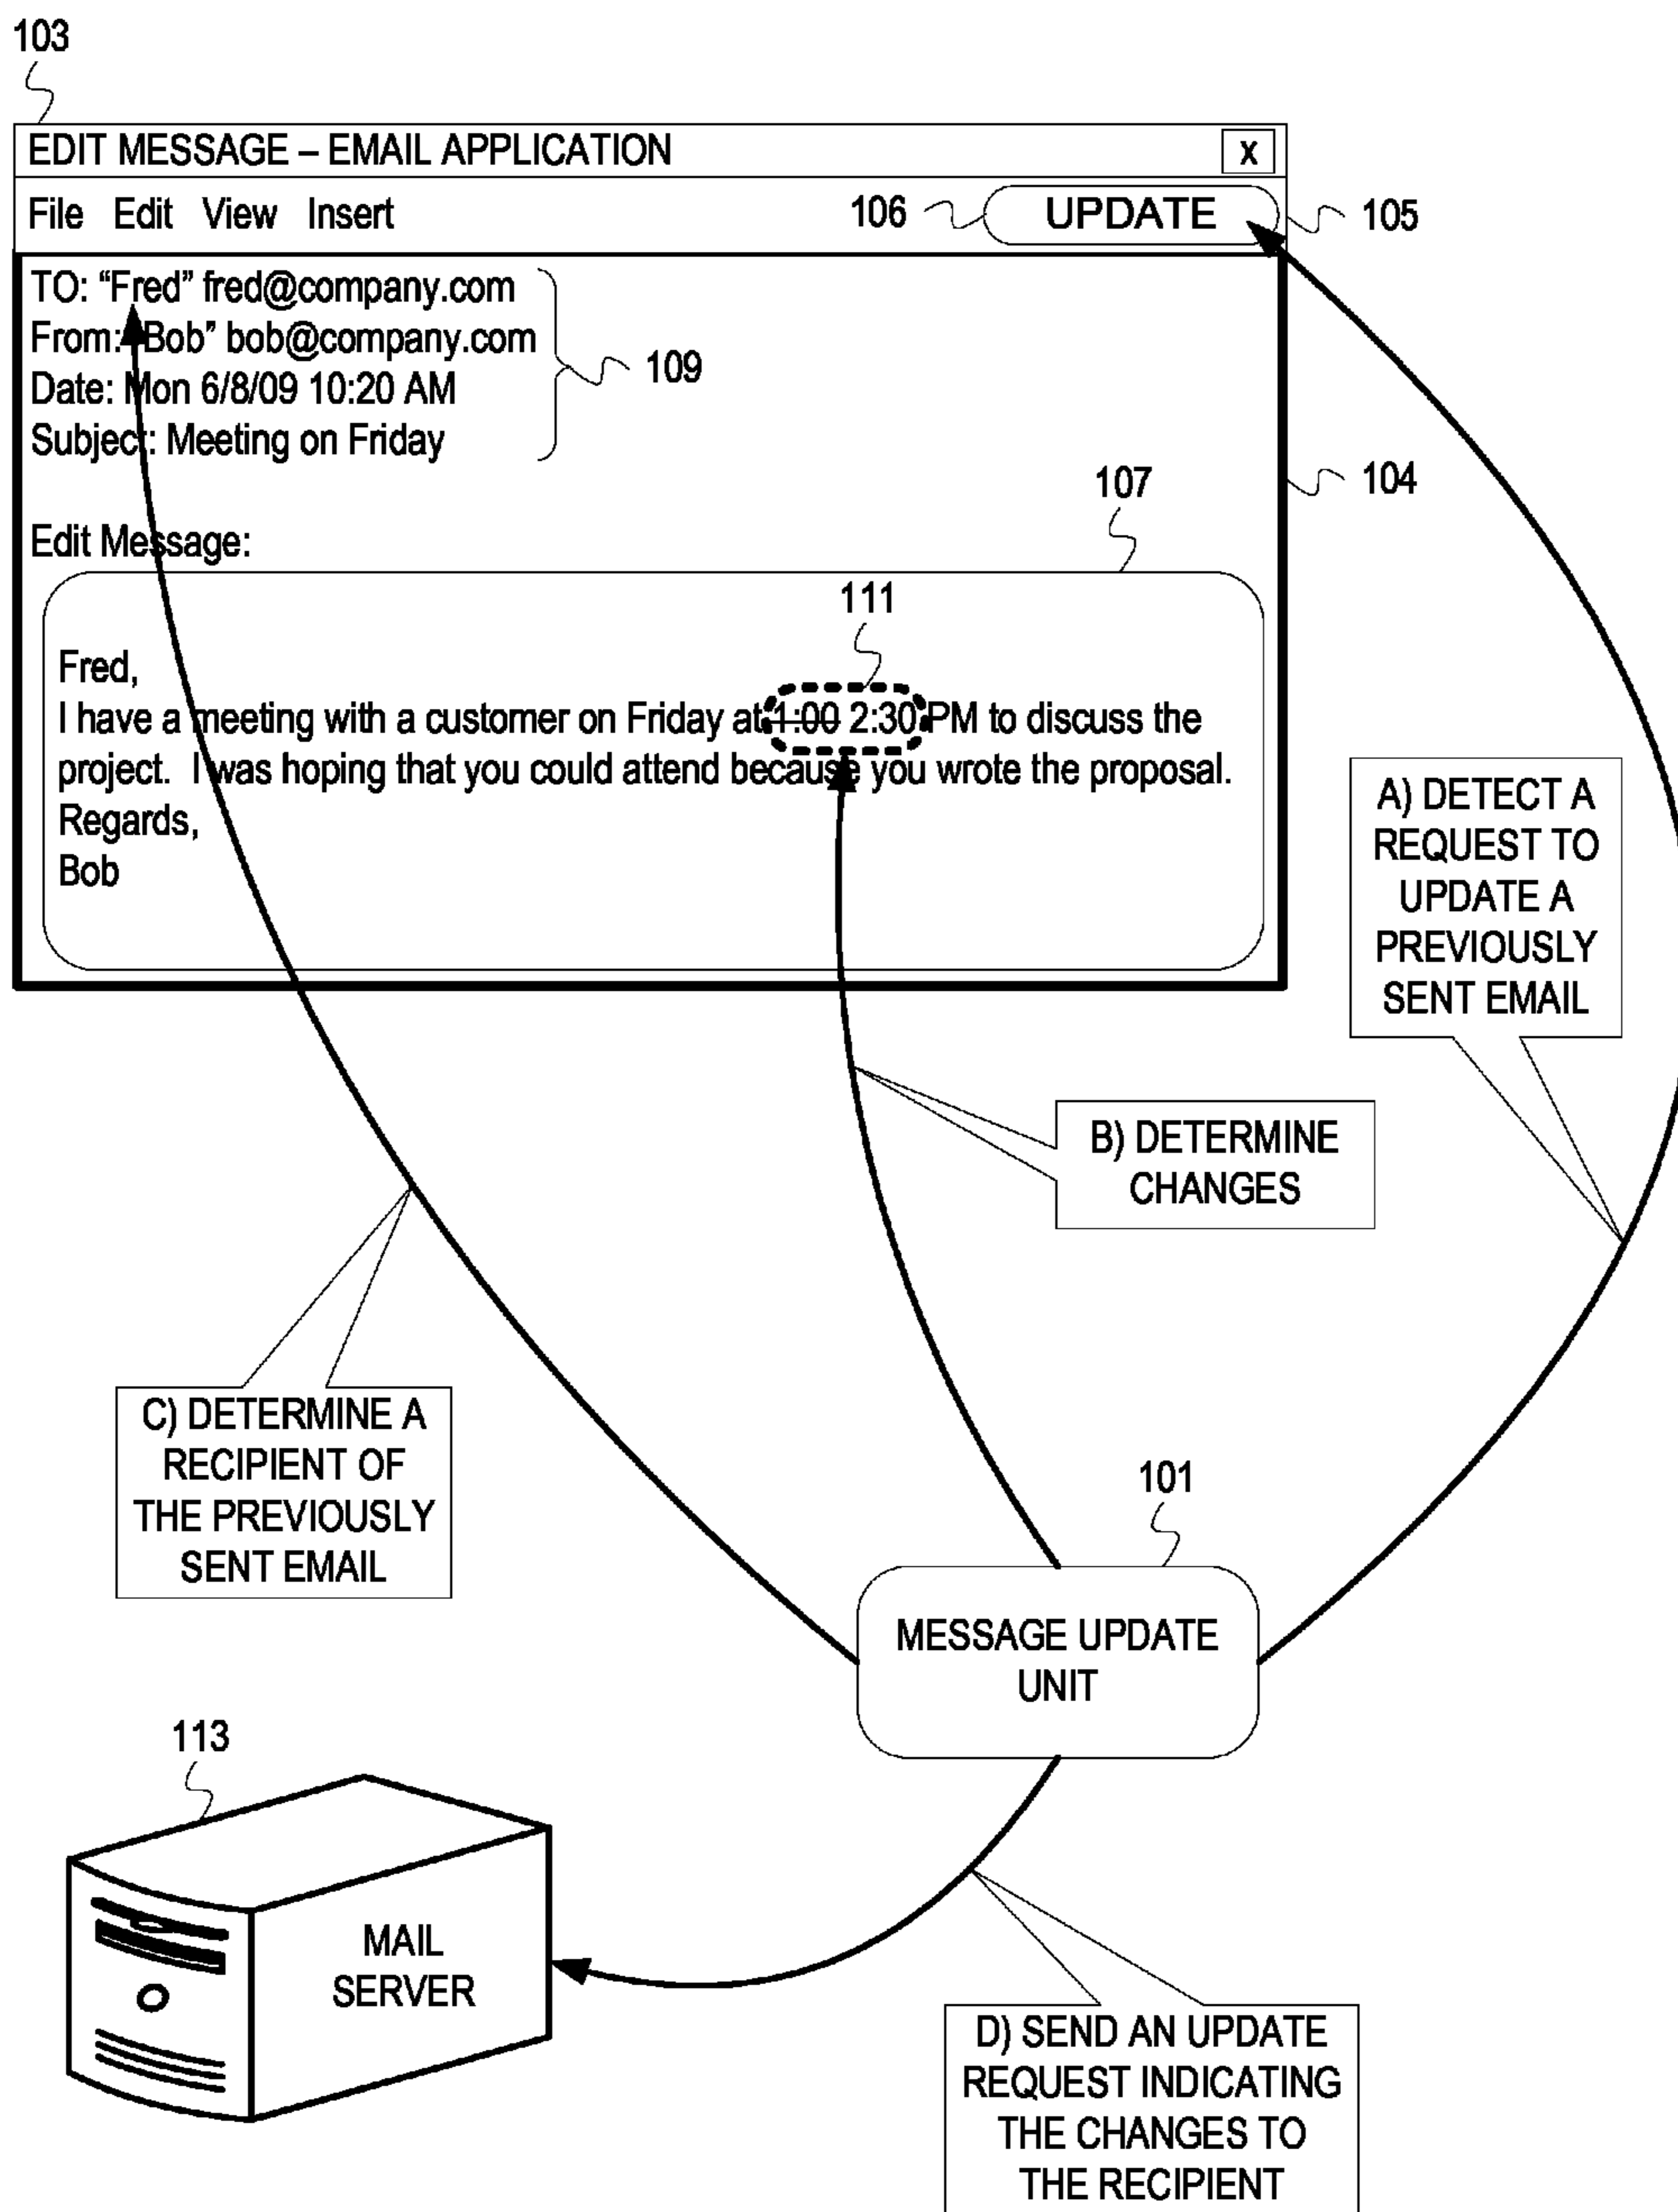 103
EDIT MESSAGE – EMAIL APPLICATION X
File Edit View Insert 106 UPDATE 105
TO: “Fred” fred@company.com
From: “Bob” bob@company.com
109
Date: Mon 6/8/09 10:20 AM
Subject: Meeting on Friday
104
107
Edit Message:
111
Fred,
I have a meeting with a customer on Friday at 1:00 2:30 PM to discuss the
project. I was hoping that you could attend because you wrote the proposal.
Regards,
Bob
A) DETECT A
REQUEST TO
UPDATE A
PREVIOUSLY
SENT EMAIL
B) DETERMINE
CHANGES
C) DETERMINE A
RECIPIENT OF
THE PREVIOUSLY
SENT EMAIL
101
MESSAGE UPDATE
UNIT
113
MAIL
SERVER
D) SEND AN UPDATE
REQUEST INDICATING
THE CHANGES TO
THE RECIPIENT